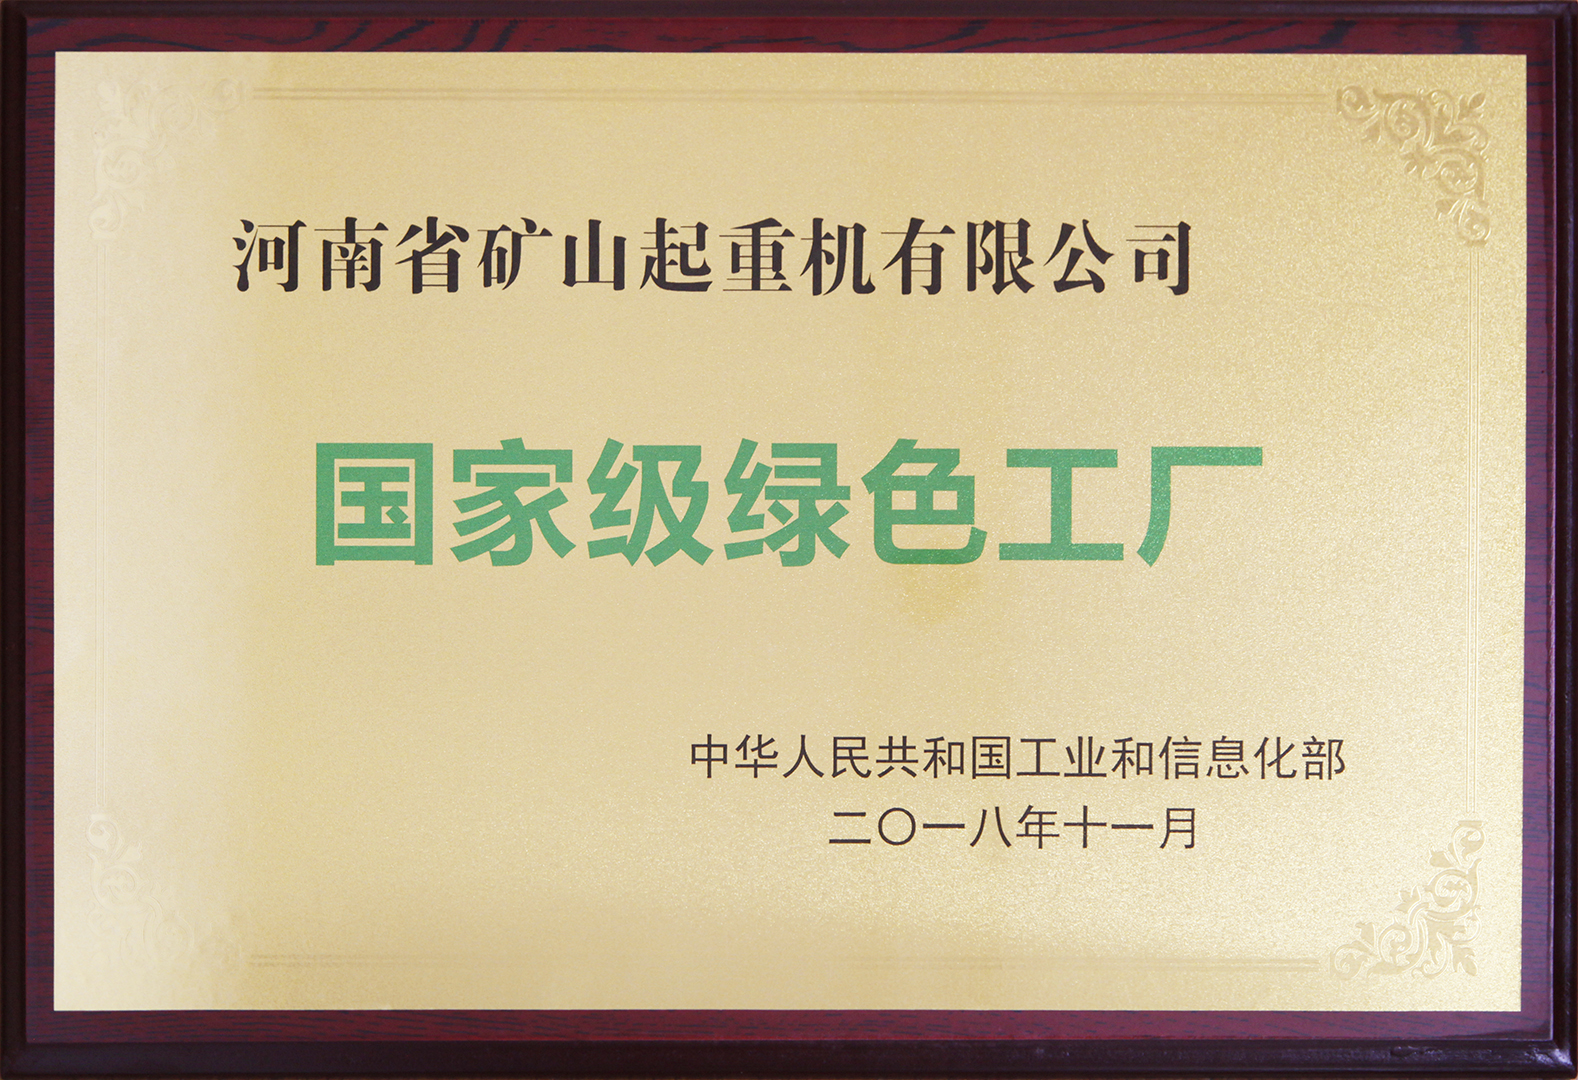 河南省矿山起重机有限公司
国家级绿色工厂
中华人民共和国工业和信息化部
二〇一八年十一月